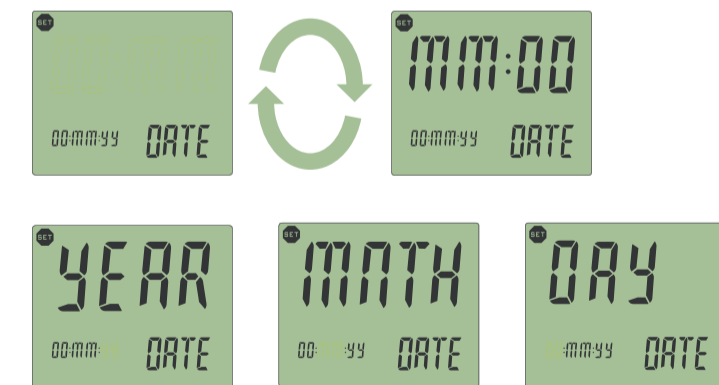 SET
DD:MM:YY DATE
SET
MM:DD
DD:MM:YY DATE
SET
YEAR
DD:MM: DATE
SET
MNTH
DD: :YY DATE
SET
DAY
:MM:YY DATE